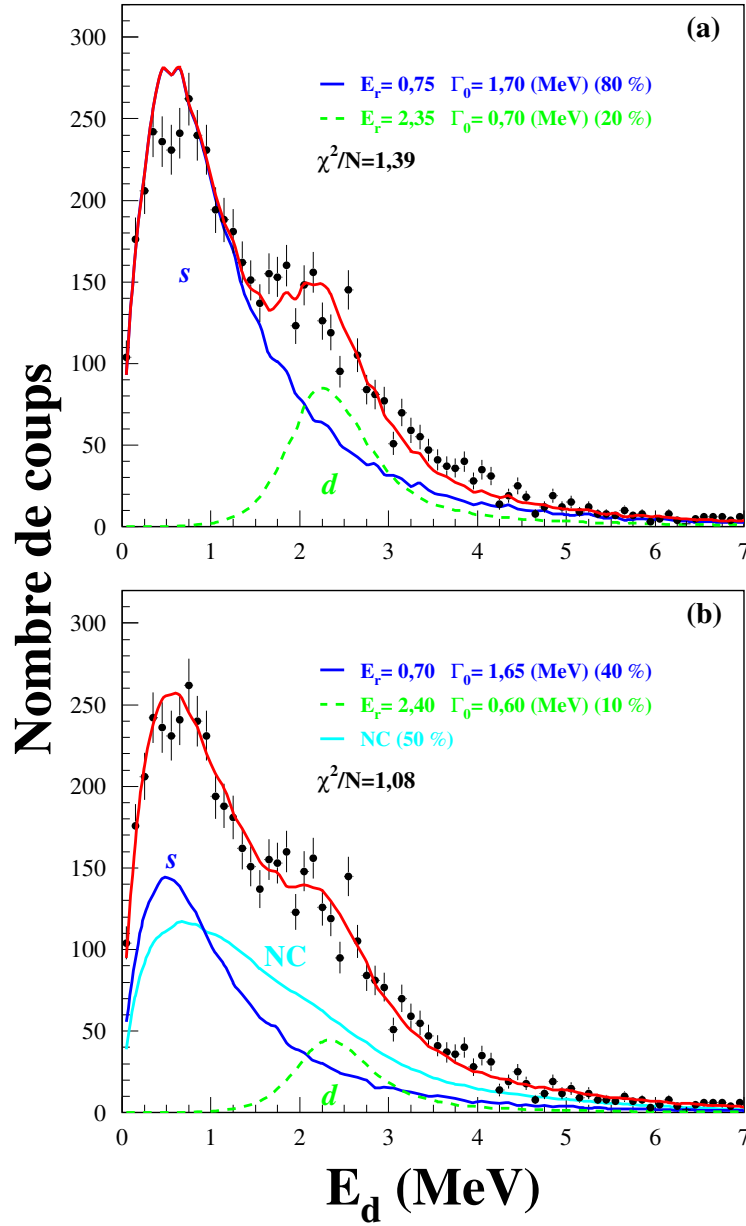 Nombre de coups
(a)
300
250
200
150
100
50
0
E_r= 0,75 Γ_0= 1,70 (MeV) (80 %)
E_r= 2,35 Γ_0= 0,70 (MeV) (20 %)
χ²/N=1,39
s
d
0 1 2 3 4 5 6 7
(b)
300
250
200
150
100
50
0
E_r= 0,70 Γ_0= 1,65 (MeV) (40 %)
E_r= 2,40 Γ_0= 0,60 (MeV) (10 %)
NC (50 %)
χ²/N=1,08
s
NC
d
0 1 2 3 4 5 6 7
E_d (MeV)